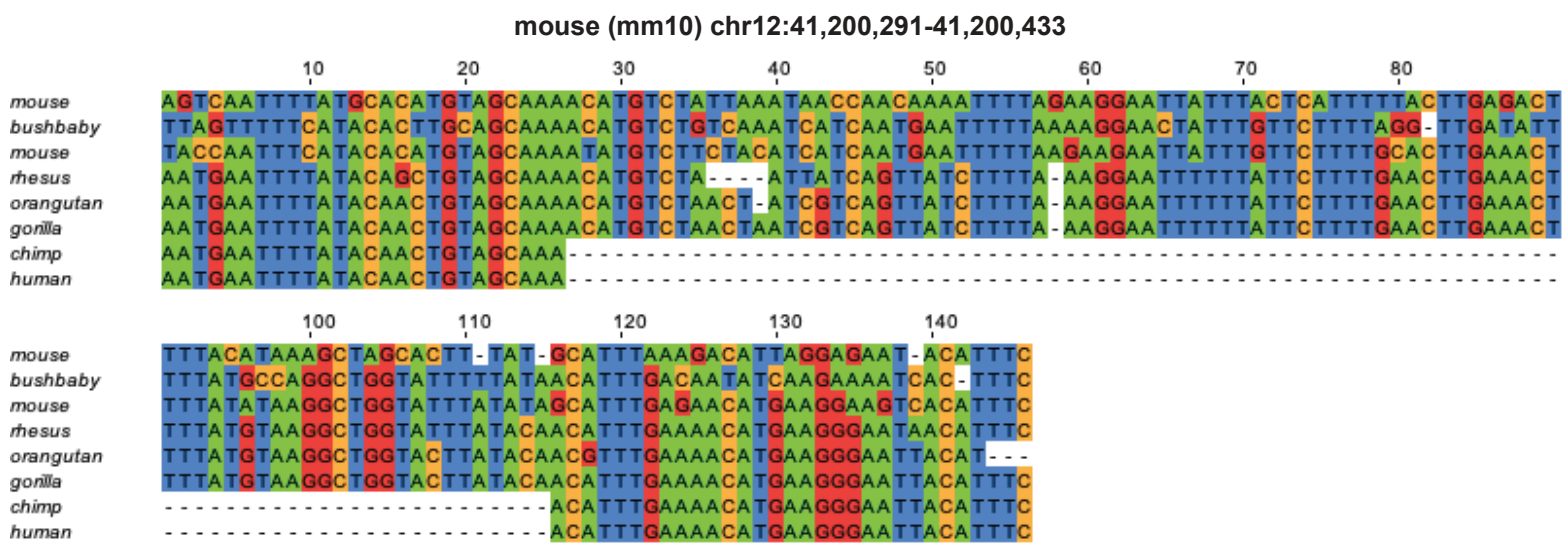 mouse (mm10) chr12:41,200,291-41,200,433
10 20 30 40 50 60 70 80
mouse AGTCAATTTTATGCACATGTAGCAAAACATGTCTATTAAATAACCAACAAAATTTTAGAAGGAATTATTTACTCATTTTTACTTGAGACT
bushbaby TTAGTTTTTCATACACTTGCAGCAAAACATGTCTGTCAAATCATCAATGAATTTTTAAAAGGAACTATTTGTTCTTTTAGG-TTGATATT
mouse TACCAATTTCATACACATGTAGCAAAATATGTCTTCTACATCATCAATGAATTTTTAAGAAGAATTATTTGTTCTTTTGCACTTGAAACT
rhesus AATGAATTTTATACAGCTGTAGCAAAACATGTCTA----ATTATCAGTTATCTTTTA-AAGGAATTTTTTATTCTTTTGAACTTGAAACT
orangutan AATGAATTTTATACAACTGTAGCAAAACATGTCTAACT-ATCGTCAGTTATCTTTTA-AAGGAATTTTTTATTCTTTTGAACTTGAAACT
gorilla AATGAATTTTATACAACTGTAGCAAAACATGTCTAACTAATCGTCAGTTATCTTTTA-AAGGAATTTTTTATTCTTTTGAACTTGAAACT
chimp AATGAATTTTATACAACTGTAGCAAA----------------------------------------------------------------
human AATGAATTTTATACAACTGTAGCAAA----------------------------------------------------------------
100 110 120 130 140
mouse TTTACATAAAGCTAGCACTT-TAT-GCATTTAAAGACATTAGGAGAAT-ACATTTC
bushbaby TTTATGCCAGGCTGGTATTTTTATAACATTTGACAATATCAAGAAAATCAC-TTTC
mouse TTTATATAAGGCTGGTATTTATATAGCATTTGAGAACATGAAGGAAGTCACATTTC
rhesus TTTATGTAAGGCTGGTATTTATACAACATTTGAAAACATGAAGGGAATAACATTTC
orangutan TTTATGTAAGGCTGGTACTTATACAACGTTTGAAAACATGAAGGGAATTACAT---
gorilla TTTATGTAAGGCTGGTACTTATACAACATTTGAAAACATGAAGGGAATTACATTTC
chimp -------------------------ACATTTGAAAACATGAAGGGAATTACATTTC
human -------------------------ACATTTGAAAACATGAAGGGAATTACATTTC